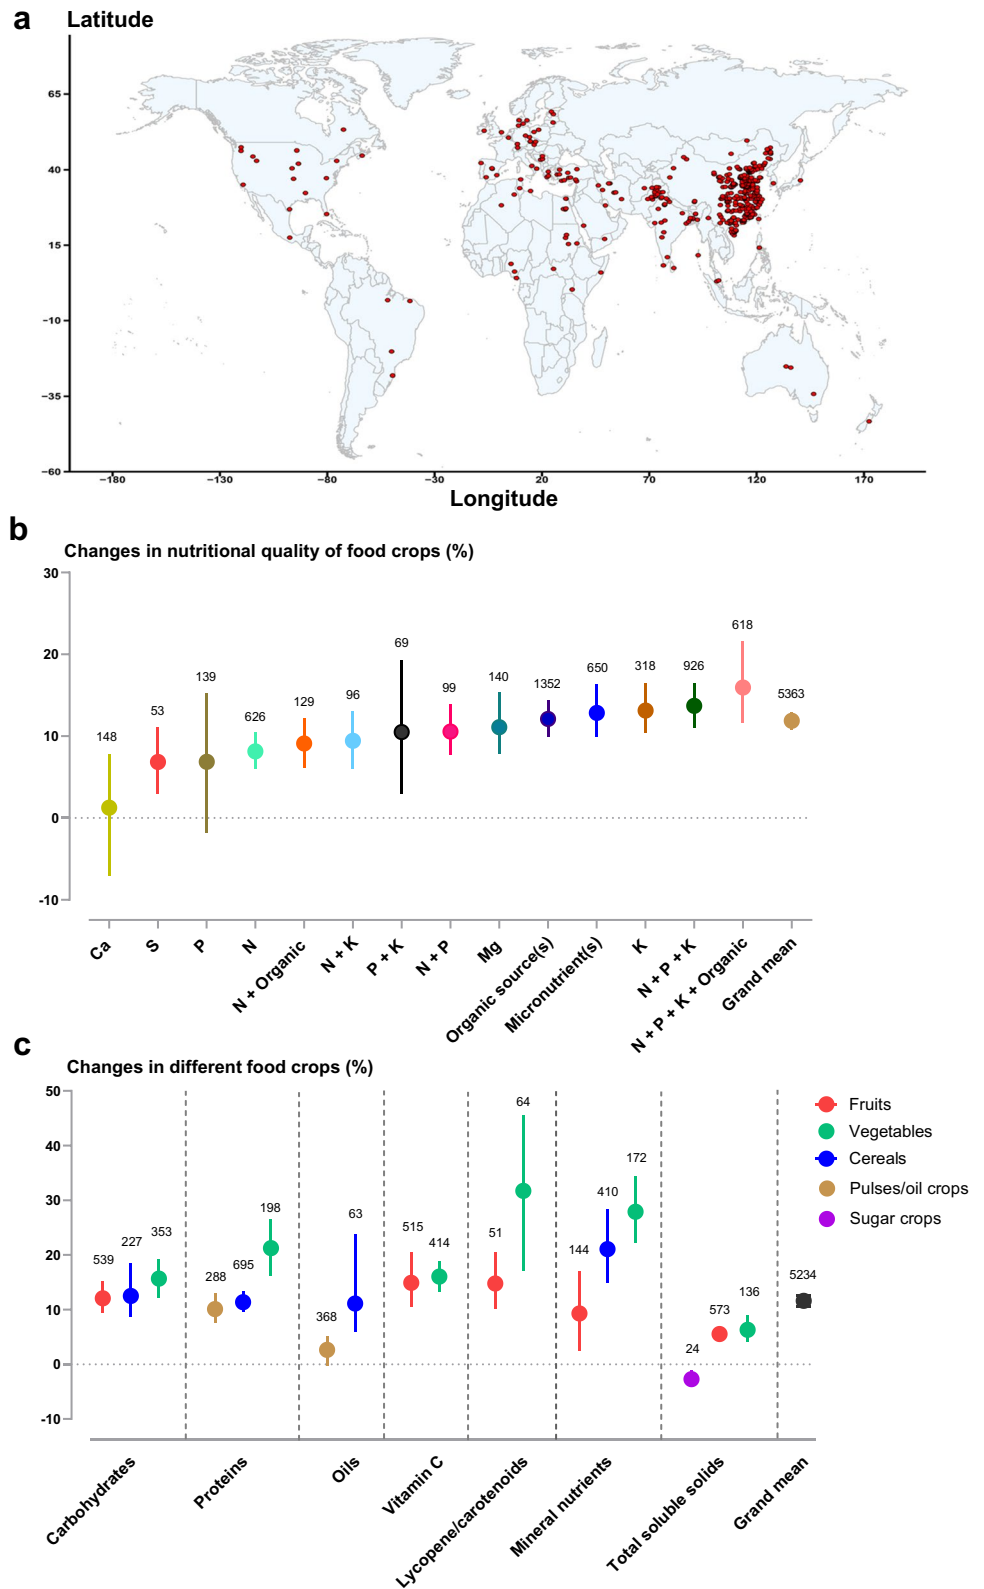 a
Latitude
65
40
15
−10
−35
−60
−180 −130 −80 −30 20 70 120 170
Longitude
b
Changes in nutritional quality of food crops (%)
30
20
10
0
-10
148 53 139 626 129 96 69 99 140 1352 650 318 926 618 5363
Ca S P N N + Organic N + K P + K N + P Mg Organic source(s) Micronutrient(s) K N + P + K N + P + K + Organic Grand mean
c
Changes in different food crops (%)
50
40
30
20
10
0
-10
539 227 353 288 695 198 368 63 515 414 51 64 144 410 172 24 573 136 5234
Fruits
Vegetables
Cereals
Pulses/oil crops
Sugar crops
Carbohydrates Proteins Oils Vitamin C Lycopene/carotenoids Mineral nutrients Total soluble solids Grand mean